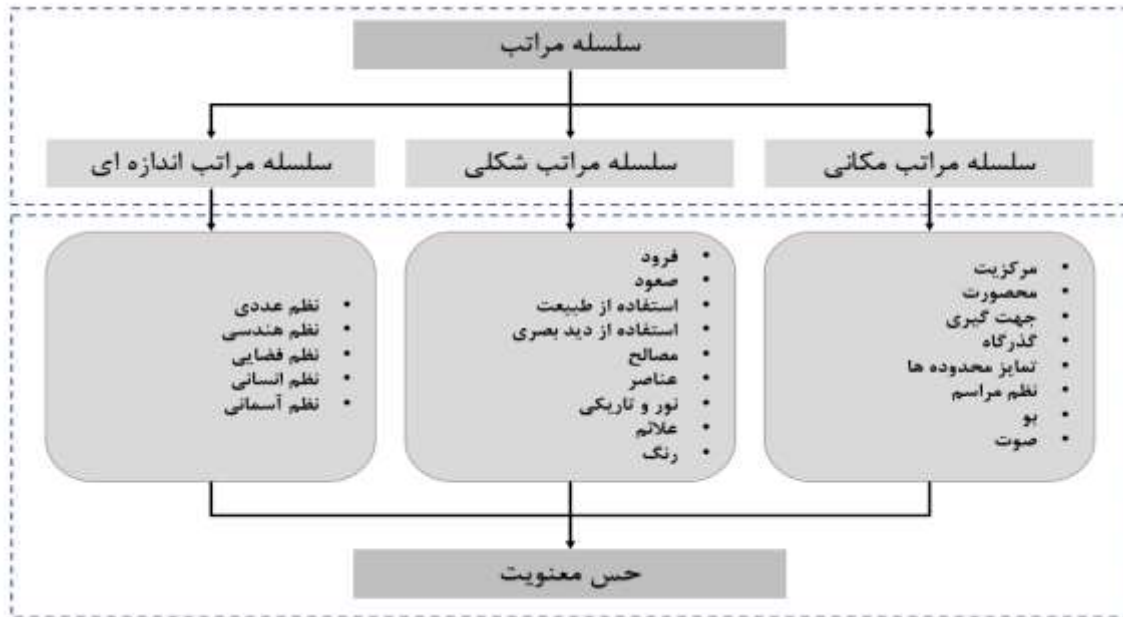 سلسله مراتب
سلسله مراتب مکانی
سلسله مراتب شکلی
سلسله مراتب اندازه ای
• مرکزیت
• محصورت
• جهت گیری
• گذرگاه
• تمایز محدوده ها
• نظم مراسم
• بو
• صوت
• فرود
• صعود
• استفاده از طبیعت
• استفاده از دید بصری
• مصالح
• عناصر
• نور و تاریکی
• علائم
• رنگ
• نظم عددی
• نظم هندسی
• نظم فضایی
• نظم انسانی
• نظم آسمانی
حس معنویت